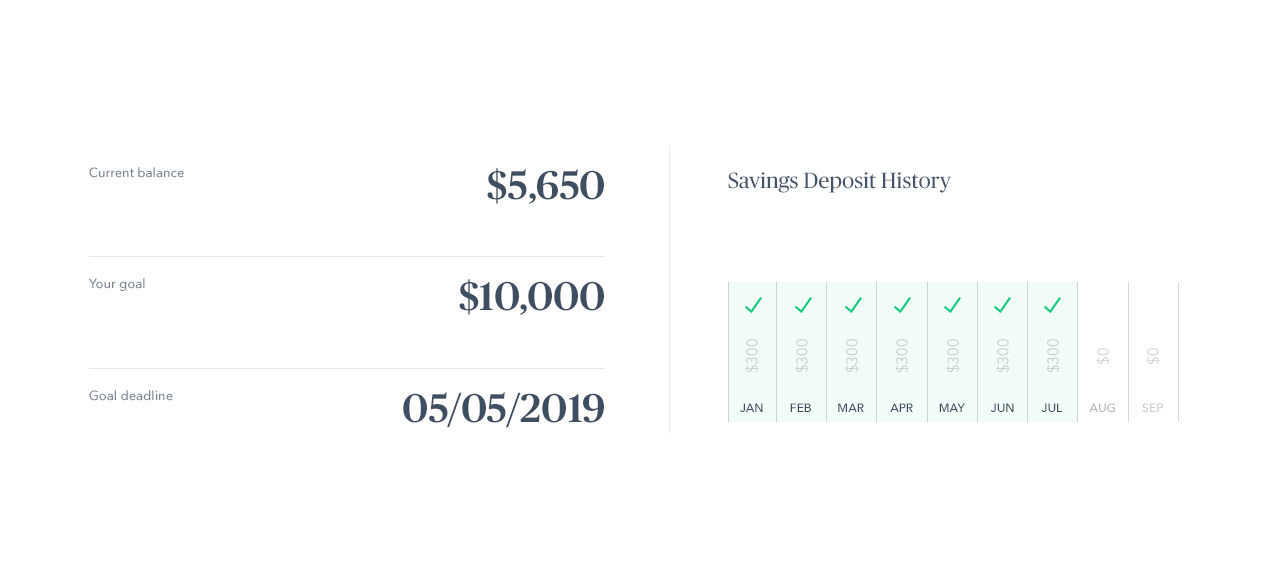 Current balance
$5,650
Your goal
$10,000
Goal deadline
05/05/2019
Savings Deposit History
$300 $300 $300 $300 $300 $300 $300 $0 $0
JAN FEB MAR APR MAY JUN JUL AUG SEP